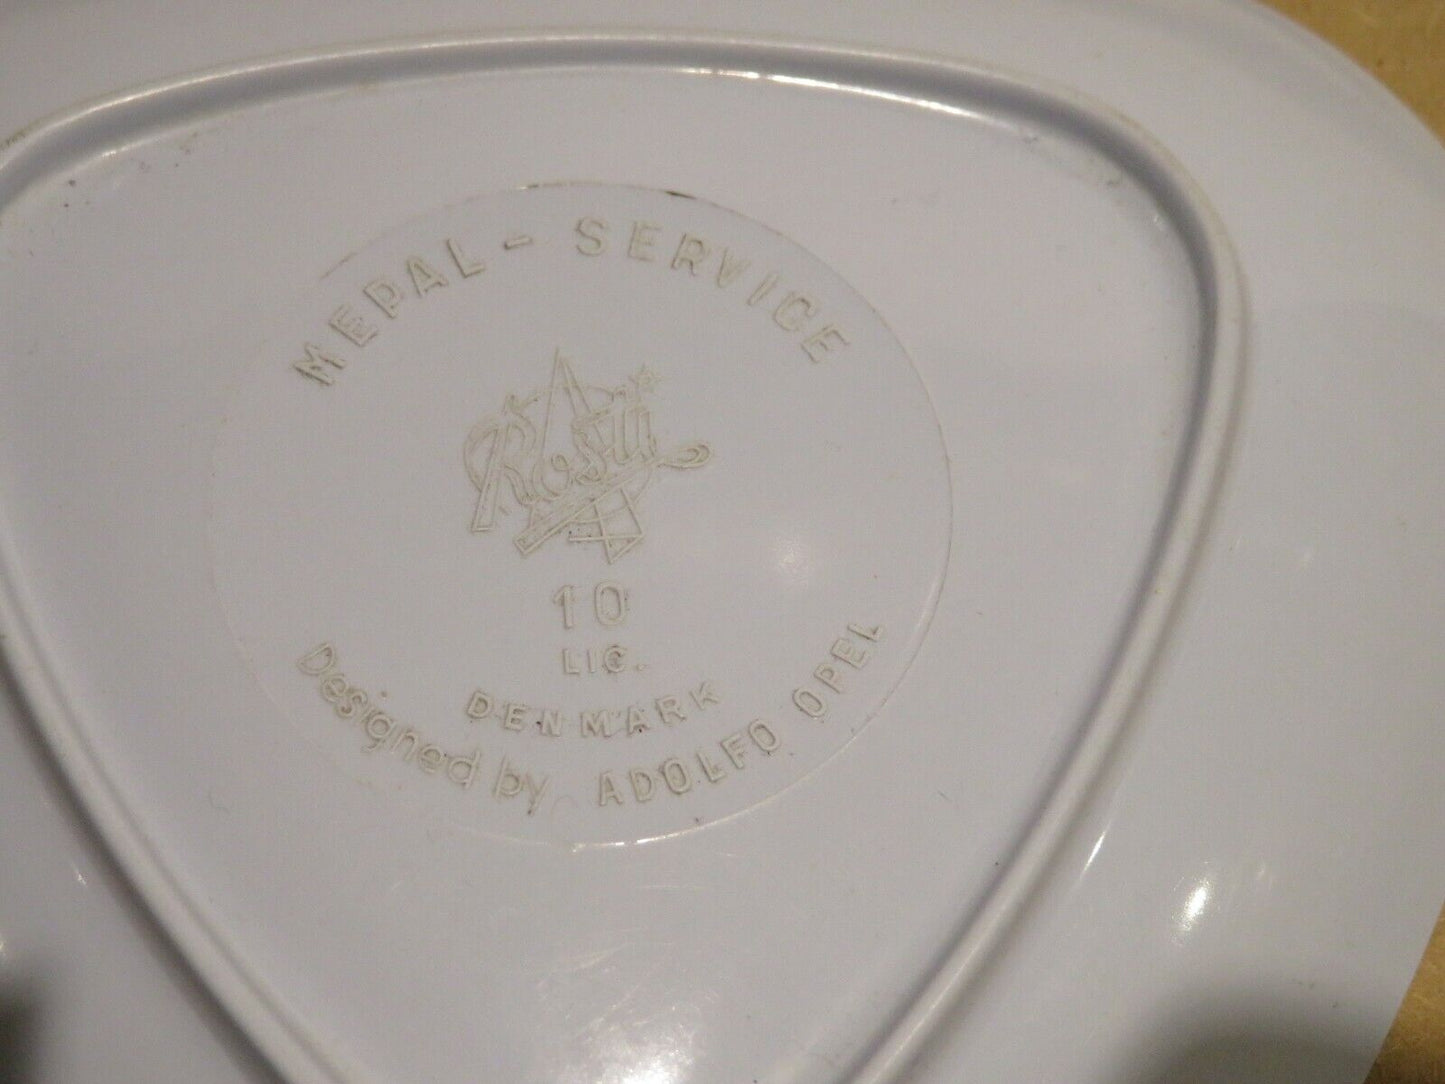 MEPAL - SERVICE
Rosti
10
LIC.
DENMARK
Designed by ADOLFO OPEL